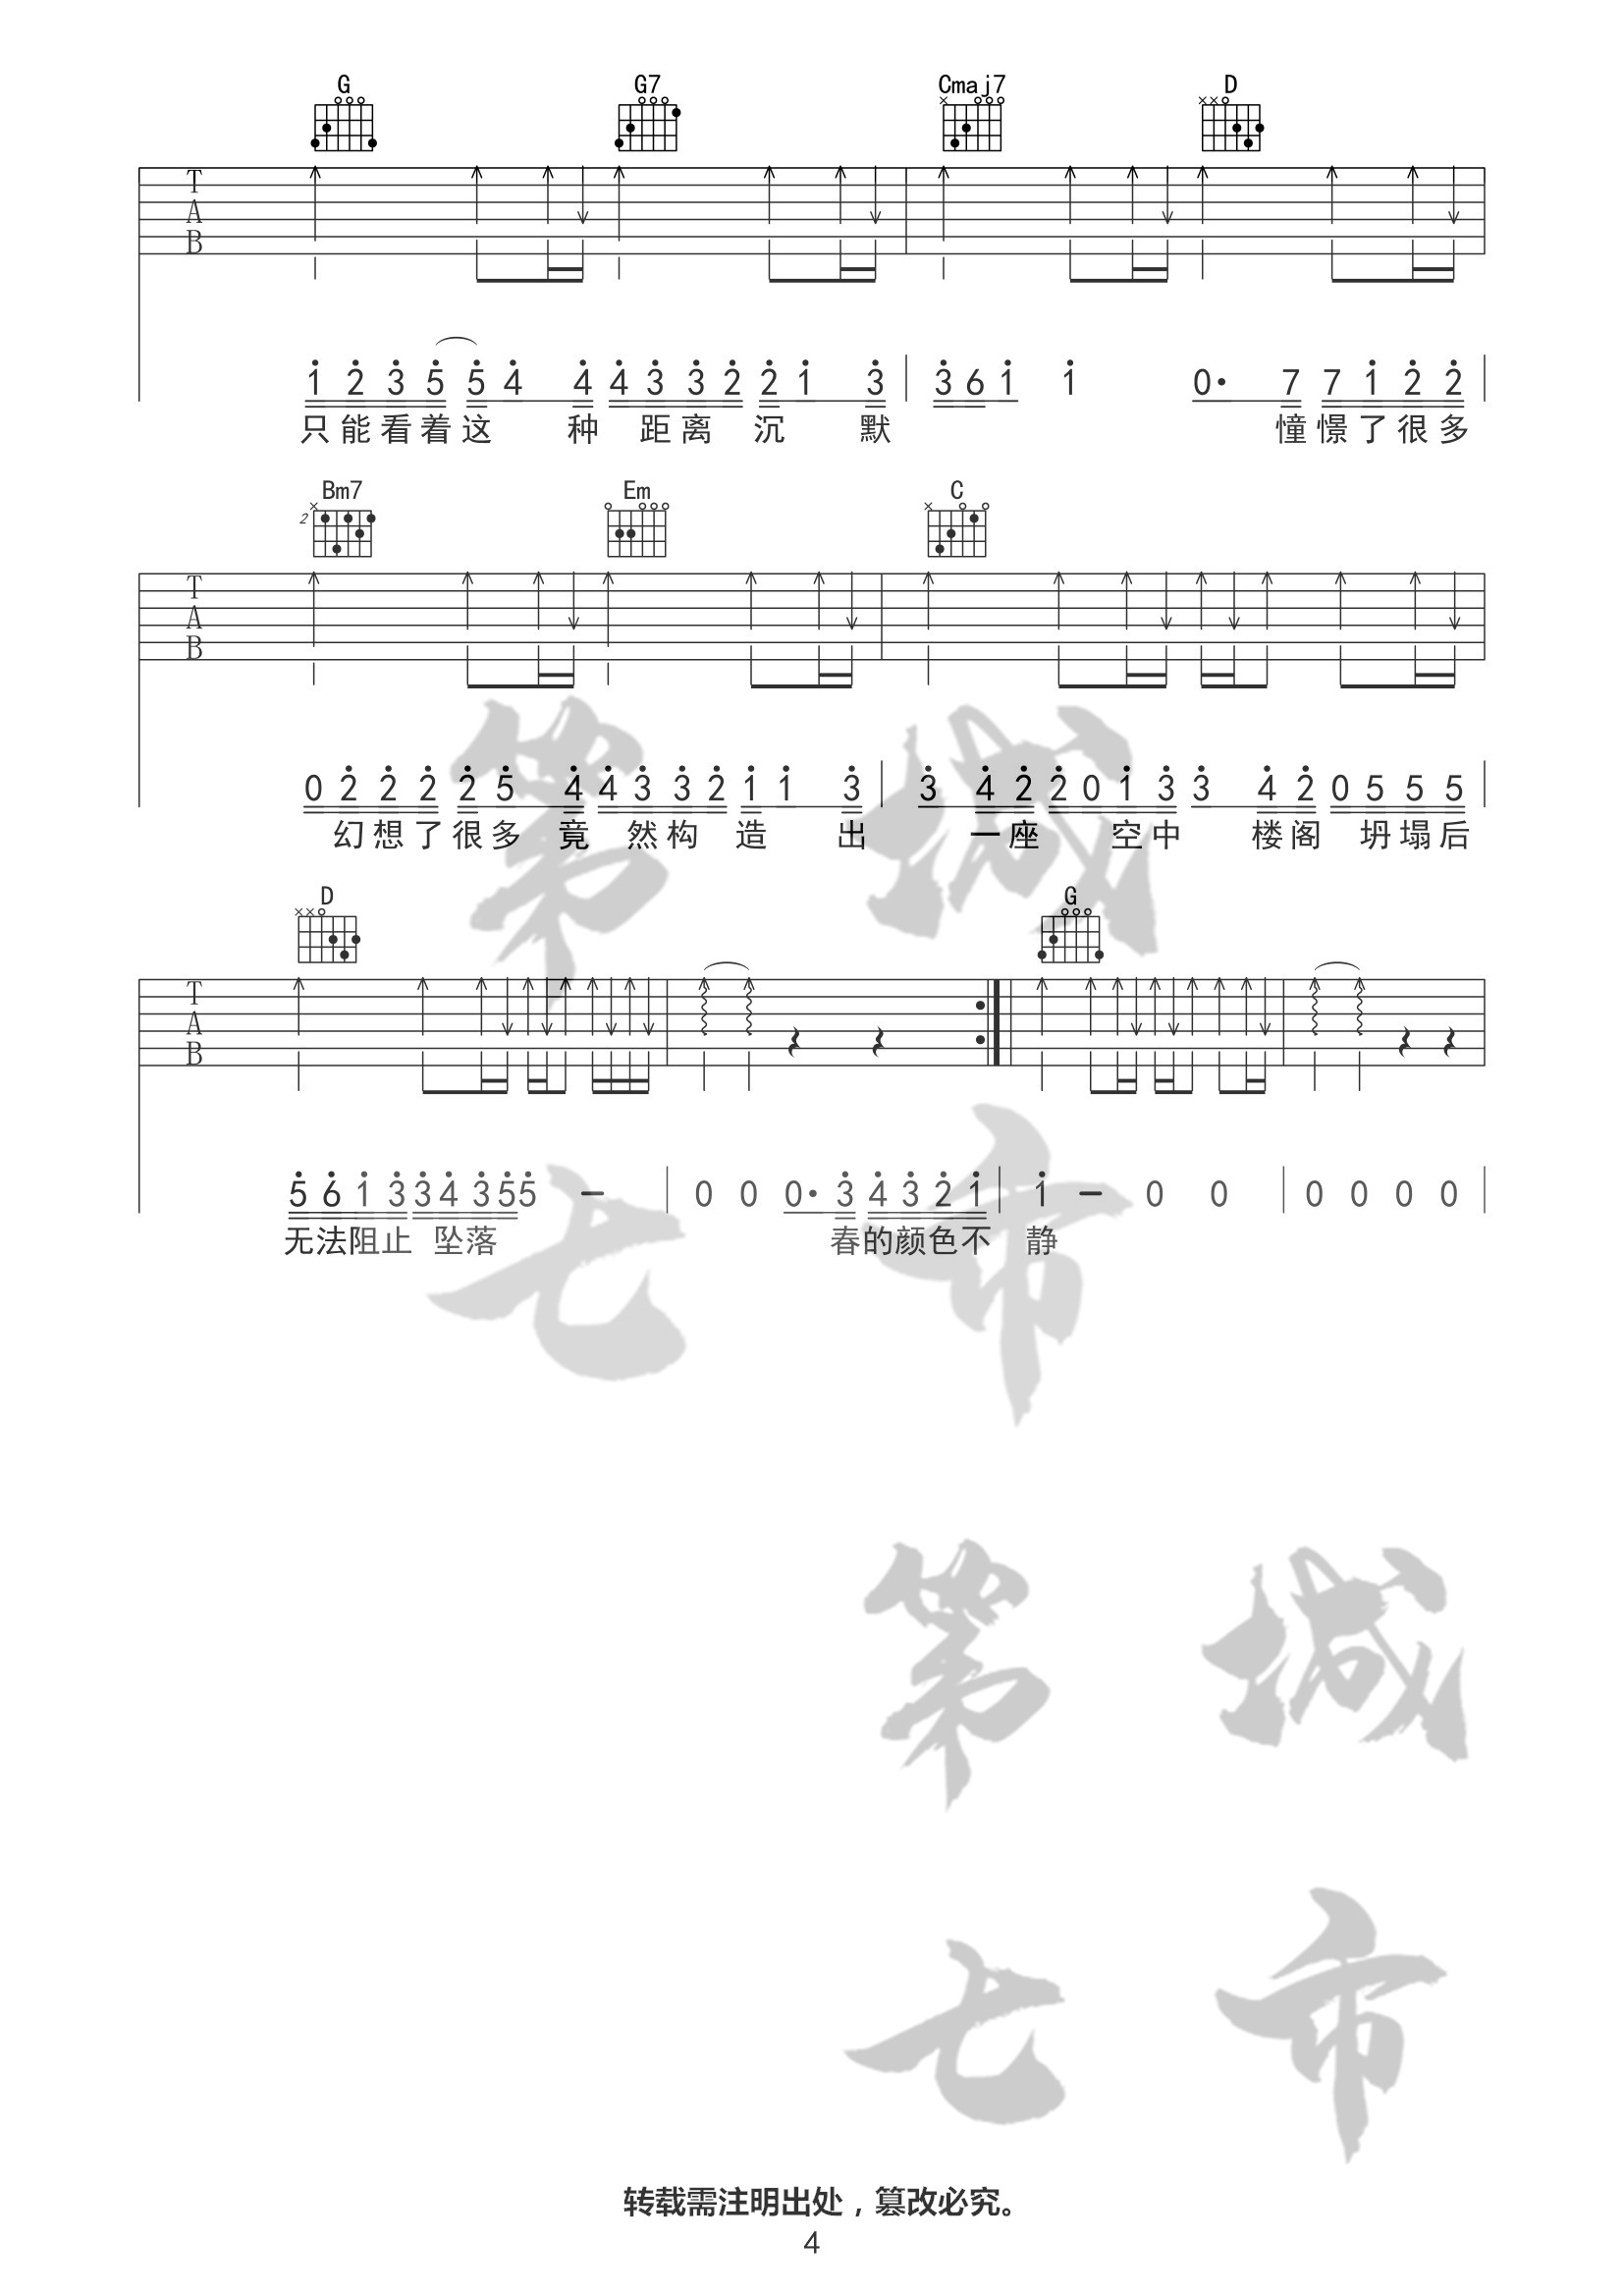 G G7 Cmaj7 D
T
A
B
1 2 3 5 5 4 4 4 3 3 2 2 1 3 3 6 1 1 0· 7 7 1 2 2
只能看着这 种 距离 沉 默 憧憬了很多
Bm7 Em C
2
T
A
B
0 2 2 2 2 5 4 4 3 3 2 1 1 3 3 4 2 2 0 1 3 3 4 2 0 5 5 5
幻想了很多 竟 然构 造 出 一座 空中 楼阁 坍塌后
D G
T
A
B
5 6 1 3 3 4 3 5 5 – 0 0 0· 3 4 3 2 1 1 – 0 0 0 0 0 0
无法阻止 坠落 春的颜色不 静
第 城
七 市
第 城
七 市
转载需注明出处，篡改必究。
4